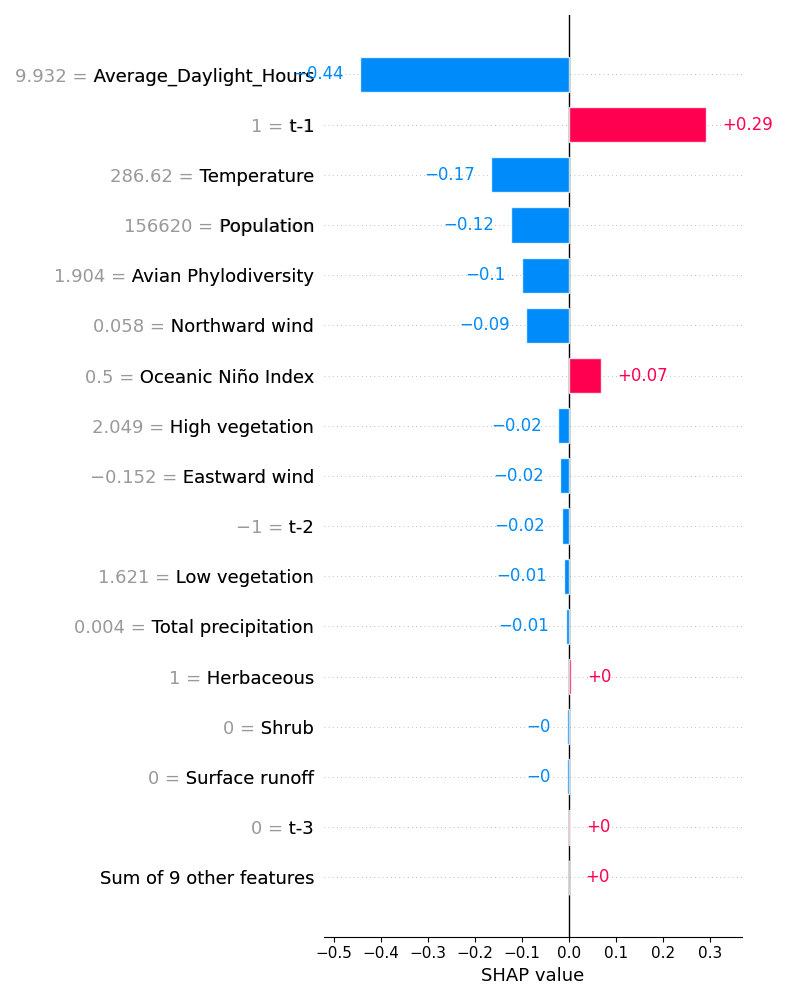 9.932 = Average_Daylight_Hours −0.44
1 = t-1 +0.29
286.62 = Temperature −0.17
156620 = Population −0.12
1.904 = Avian Phylodiversity −0.1
0.058 = Northward wind −0.09
0.5 = Oceanic Niño Index +0.07
2.049 = High vegetation −0.02
−0.152 = Eastward wind −0.02
−1 = t-2 −0.02
1.621 = Low vegetation −0.01
0.004 = Total precipitation −0.01
1 = Herbaceous +0
0 = Shrub −0
0 = Surface runoff −0
0 = t-3 +0
Sum of 9 other features +0
−0.5 −0.4 −0.3 −0.2 −0.1 0.0 0.1 0.2 0.3
SHAP value